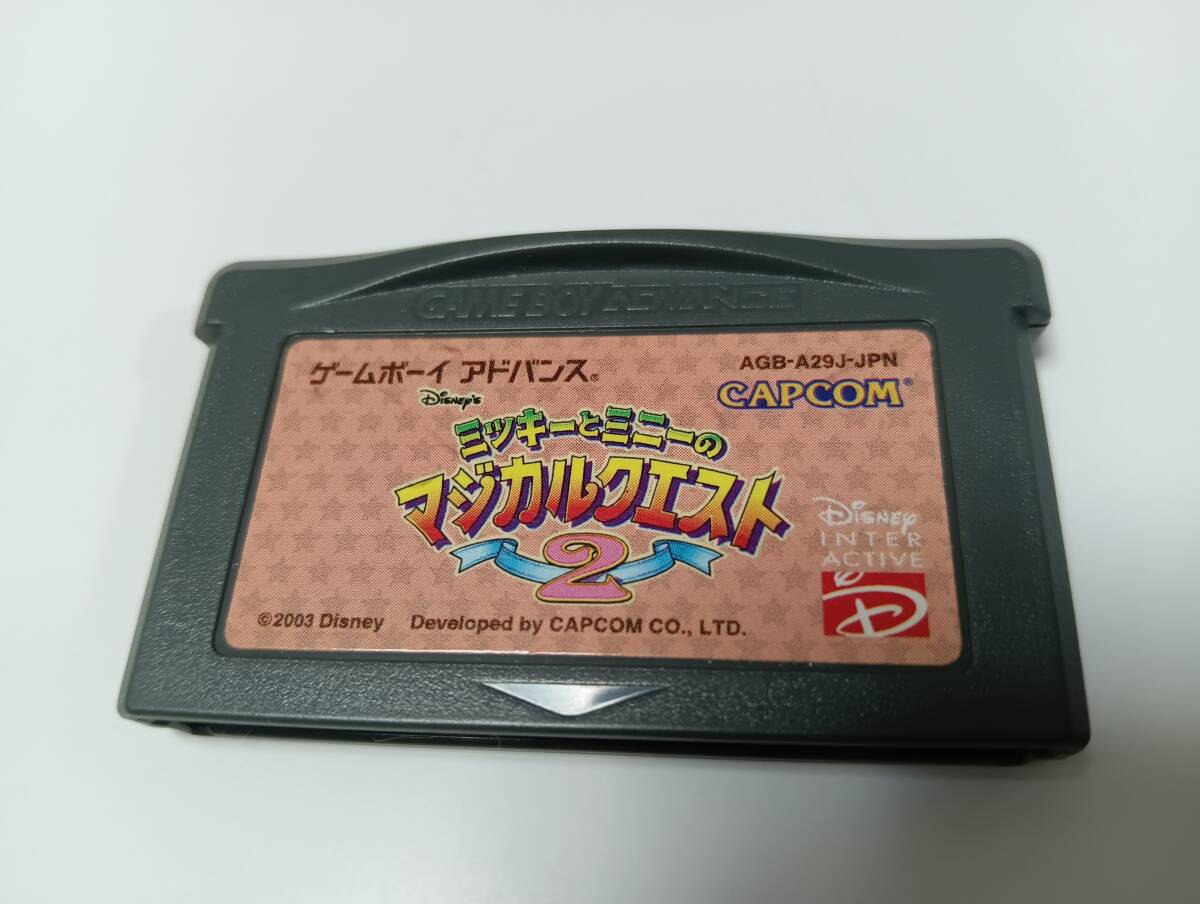 GAME BOY ADVANCE
ゲームボーイ アドバンス®
AGB-A29J-JPN
CAPCOM®
Disney's
ミッキーとミニーの
マジカルクエスト
2
Disney
INTER
ACTIVE
D
©2003 Disney Developed by CAPCOM CO., LTD.